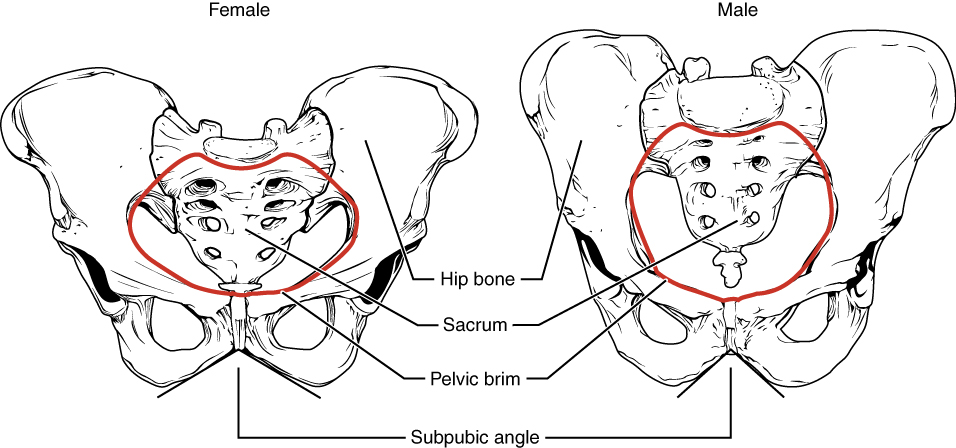 Female
Male
Hip bone
Sacrum
Pelvic brim
Subpubic angle